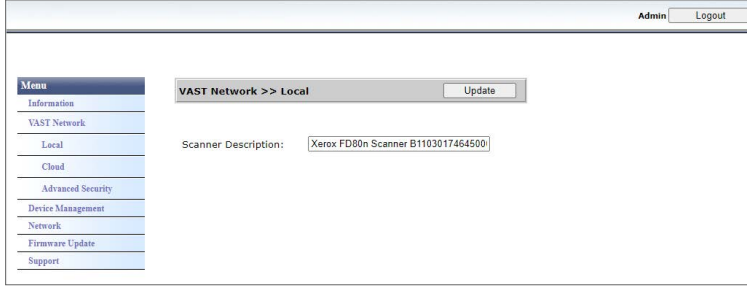 Admin Logout
Menu
VAST Network >> Local Update
Information
VAST Network
Local
Scanner Description: Xerox FD80n Scanner B1103017464500
Cloud
Advanced Security
Device Management
Network
Firmware Update
Support